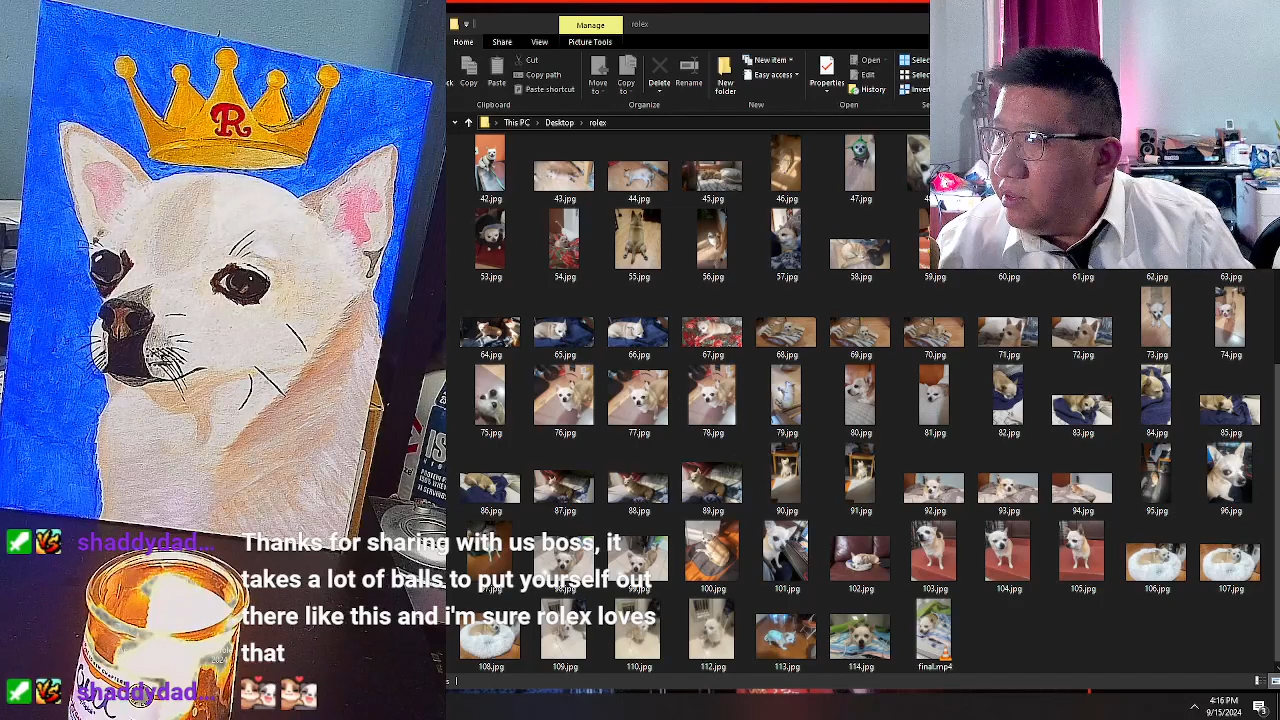 R
Manage rolex
Home Share View Picture Tools
Copy Paste Cut Copy path Paste shortcut Move to Copy to Delete Rename New folder New item Easy access Properties Open Edit History
Clipboard Organize New Open
This PC Desktop rolex
42.jpg 43.jpg 44.jpg 45.jpg 46.jpg 47.jpg
53.jpg 54.jpg 55.jpg 56.jpg 57.jpg 58.jpg 59.jpg 60.jpg 61.jpg 62.jpg 63.jpg
64.jpg 65.jpg 66.jpg 67.jpg 68.jpg 69.jpg 70.jpg 71.jpg 72.jpg 73.jpg 74.jpg
75.jpg 76.jpg 77.jpg 78.jpg 79.jpg 80.jpg 81.jpg 82.jpg 83.jpg 84.jpg 85.jpg
86.jpg 87.jpg 88.jpg 89.jpg 90.jpg 91.jpg 92.jpg 93.jpg 94.jpg 95.jpg 96.jpg
100.jpg 101.jpg 102.jpg 103.jpg 104.jpg 105.jpg 106.jpg 107.jpg
108.jpg 109.jpg 110.jpg 112.jpg 113.jpg 114.jpg final.mp4
shaddydad... Thanks for sharing with us boss, it
takes a lot of balls to put yourself out
there like this and i'm sure rolex loves
that
shaddydad...
2024
4:16 PM
9/15/2024